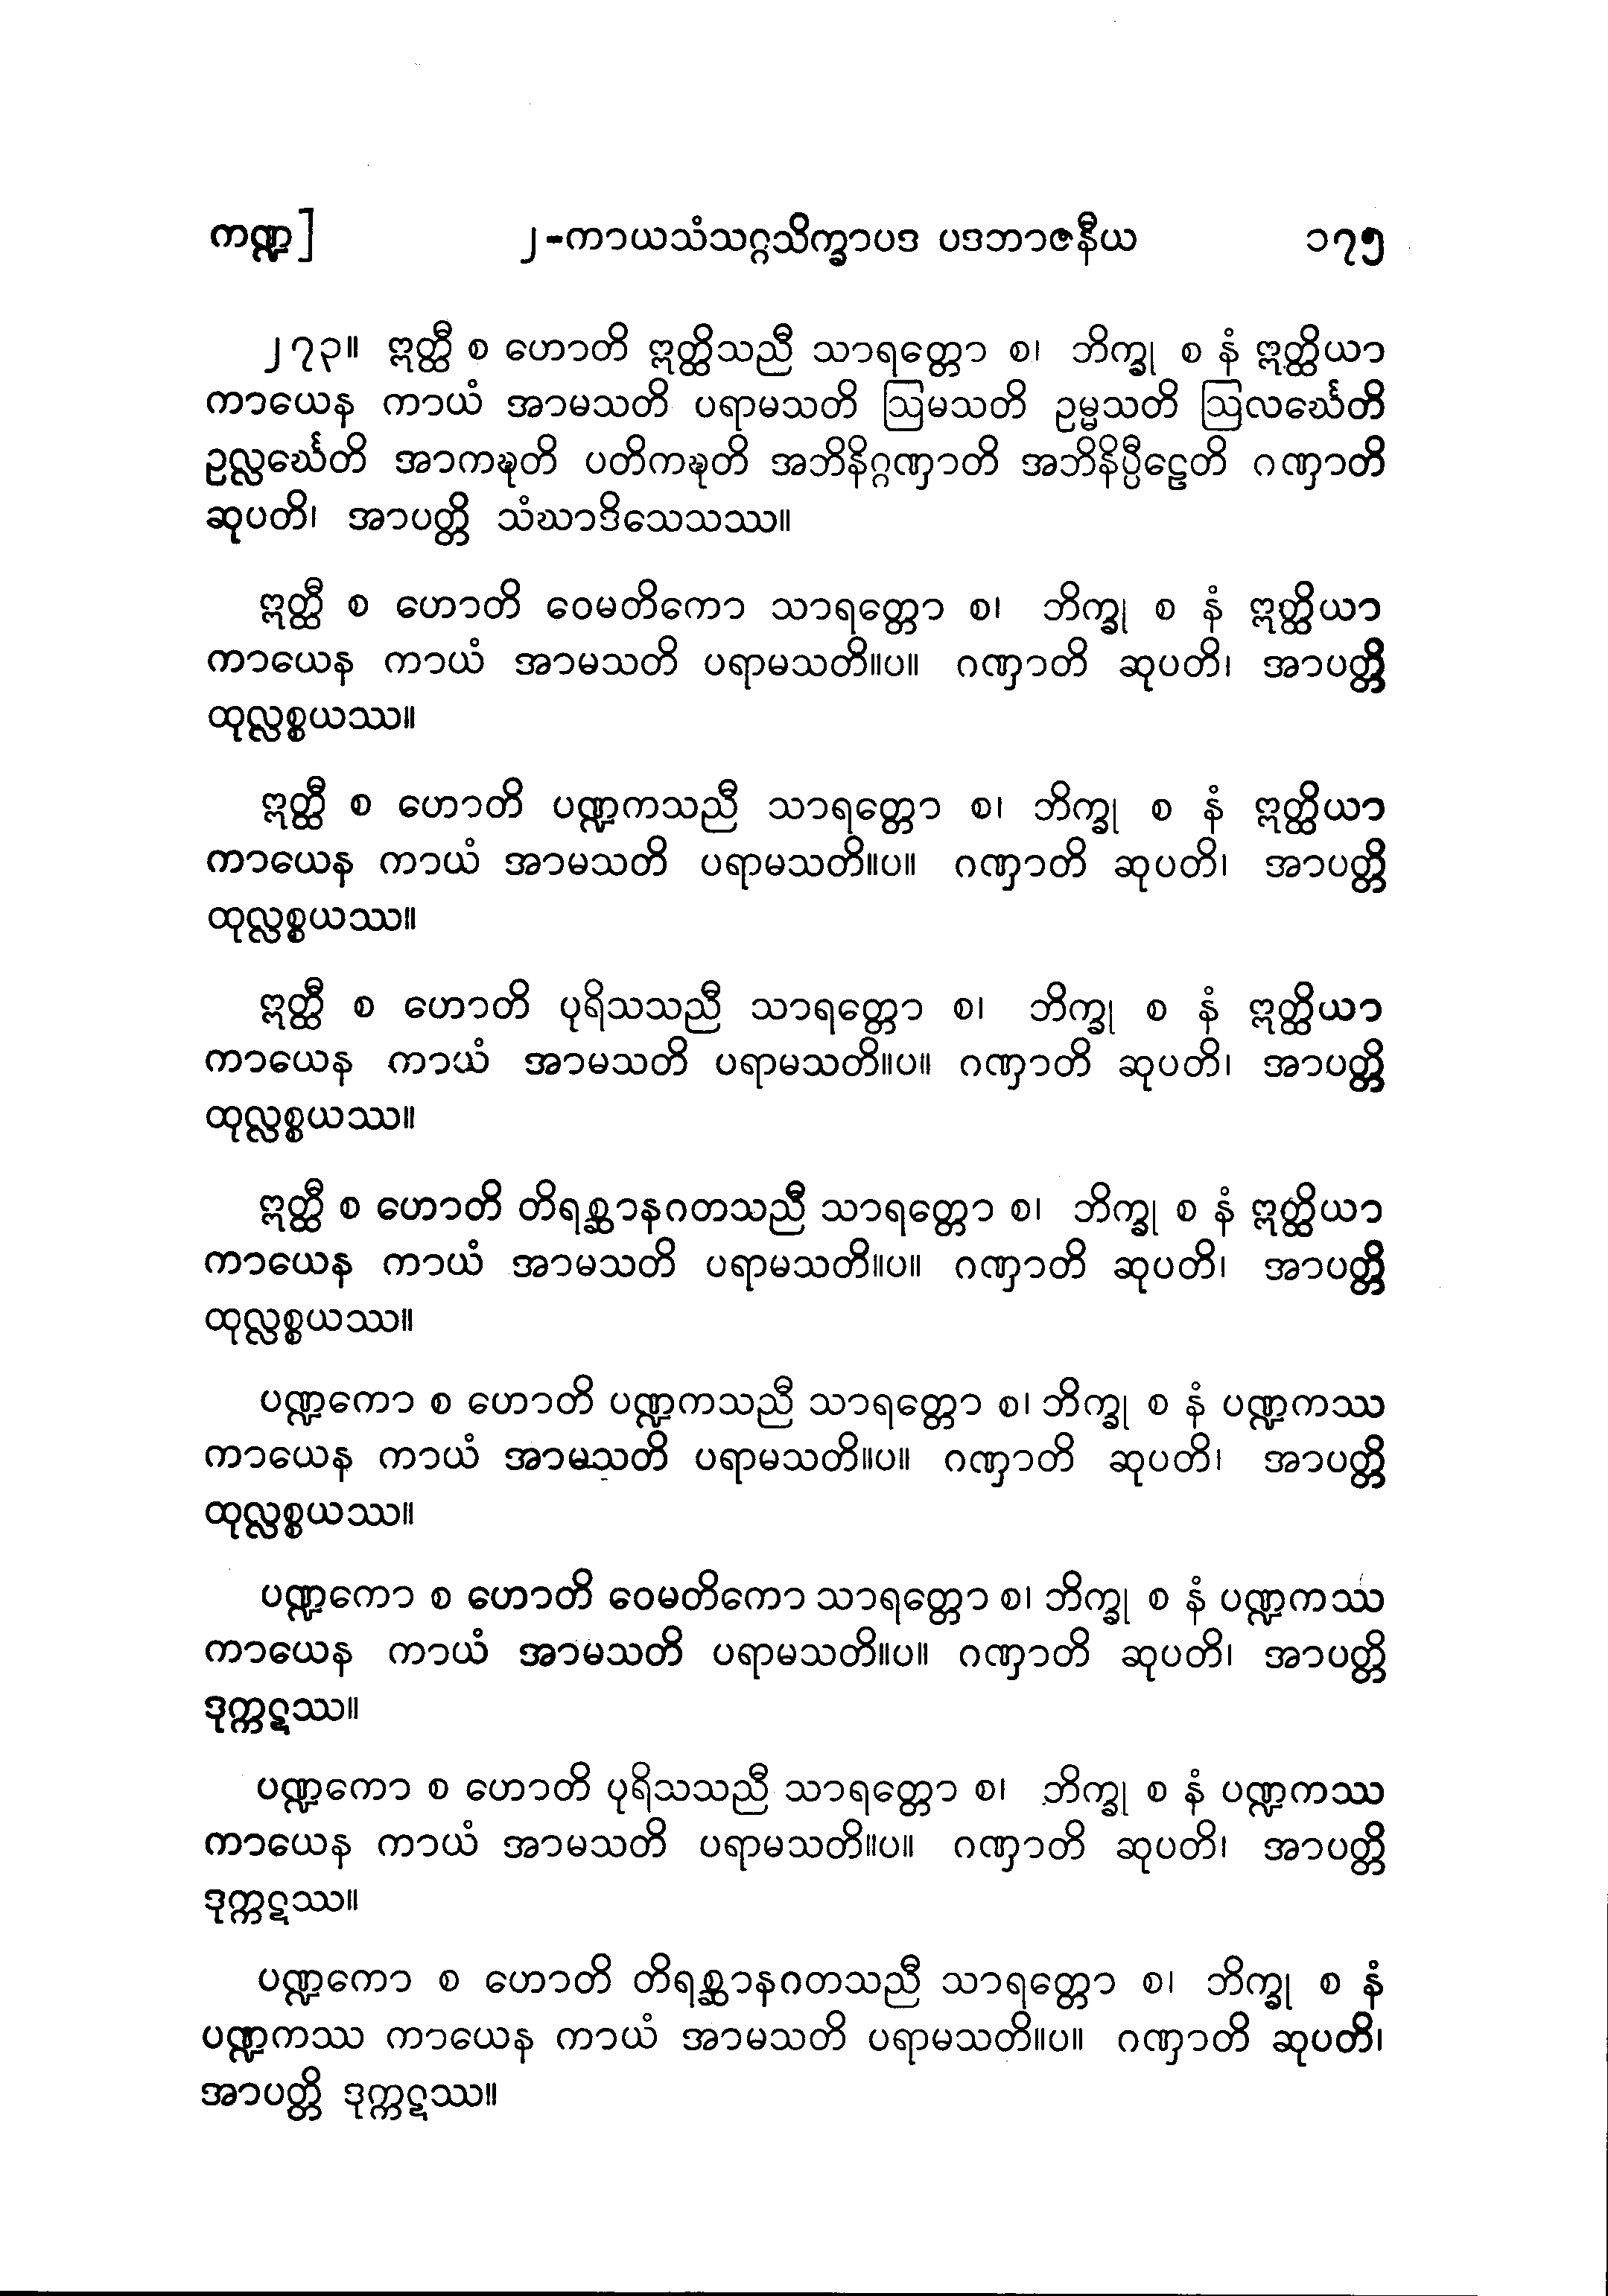 ကဏ္ဍ] ၂-ကာယသံသဂ္ဂသိက္ခာပဒ ပဒဘာဇနီယ ၁၇၅
၂၇၃။ ဣတ္ထီ စ ဟောတိ ဣတ္ထိသညီ သာရတ္တော စ၊ ဘိက္ခု စ နံ ဣတ္ထိယာ
ကာယေန ကာယံ အာမသတိ ပရာမသတိ ဩမသတိ ဥမ္မသတိ ဩလင်္ဃေတိ
ဥလ္လင်္ဃေတိ အာကဍ္ဎတိ ပတိကဍ္ဎတိ အဘိနိဂ္ဂဏှာတိ အဘိနိပ္ပီဠေတိ ဂဏှာတိ
ဆုပတိ၊ အာပတ္တိ သံဃာဒိသေသဿ။
ဣတ္ထီ စ ဟောတိ ဝေမတိကော သာရတ္တော စ၊ ဘိက္ခု စ နံ ဣတ္ထိယာ
ကာယေန ကာယံ အာမသတိ ပရာမသတိ။ပ။ ဂဏှာတိ ဆုပတိ၊ အာပတ္တိ
ထုလ္လစ္စယဿ။
ဣတ္ထီ စ ဟောတိ ပဏ္ဍကသညီ သာရတ္တော စ၊ ဘိက္ခု စ နံ ဣတ္ထိယာ
ကာယေန ကာယံ အာမသတိ ပရာမသတိ။ပ။ ဂဏှာတိ ဆုပတိ၊ အာပတ္တိ
ထုလ္လစ္စယဿ။
ဣတ္ထီ စ ဟောတိ ပုရိသသညီ သာရတ္တော စ၊ ဘိက္ခု စ နံ ဣတ္ထိယာ
ကာယေန ကာယံ အာမသတိ ပရာမသတိ။ပ။ ဂဏှာတိ ဆုပတိ၊ အာပတ္တိ
ထုလ္လစ္စယဿ။
ဣတ္ထီ စ ဟောတိ တိရစ္ဆာနဂတသညီ သာရတ္တော စ၊ ဘိက္ခု စ နံ ဣတ္ထိယာ
ကာယေန ကာယံ အာမသတိ ပရာမသတိ။ပ။ ဂဏှာတိ ဆုပတိ၊ အာပတ္တိ
ထုလ္လစ္စယဿ။
ပဏ္ဍကော စ ဟောတိ ပဏ္ဍကသညီ သာရတ္တော စ၊ ဘိက္ခု စ နံ ပဏ္ဍကဿ
ကာယေန ကာယံ အာမသတိ ပရာမသတိ။ပ။ ဂဏှာတိ ဆုပတိ၊ အာပတ္တိ
ထုလ္လစ္စယဿ။
ပဏ္ဍကော စ ဟောတိ ဝေမတိကော သာရတ္တော စ၊ ဘိက္ခု စ နံ ပဏ္ဍကဿ
ကာယေန ကာယံ အာမသတိ ပရာမသတိ။ပ။ ဂဏှာတိ ဆုပတိ၊ အာပတ္တိ
ဒုက္ကဋဿ။
ပဏ္ဍကော စ ဟောတိ ပုရိသသညီ သာရတ္တော စ၊ ဘိက္ခု စ နံ ပဏ္ဍကဿ
ကာယေန ကာယံ အာမသတိ ပရာမသတိ။ပ။ ဂဏှာတိ ဆုပတိ၊ အာပတ္တိ
ဒုက္ကဋဿ။
ပဏ္ဍကော စ ဟောတိ တိရစ္ဆာနဂတသညီ သာရတ္တော စ၊ ဘိက္ခု စ နံ
ပဏ္ဍကဿ ကာယေန ကာယံ အာမသတိ ပရာမသတိ။ပ။ ဂဏှာတိ ဆုပတိ၊
အာပတ္တိ ဒုက္ကဋဿ။